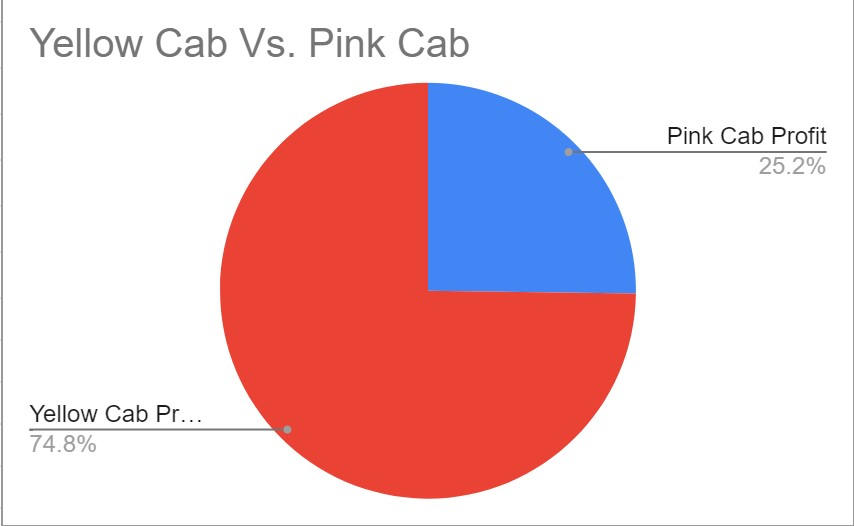 Yellow Cab Vs. Pink Cab
Pink Cab Profit
25.2%
Yellow Cab Pr…
74.8%